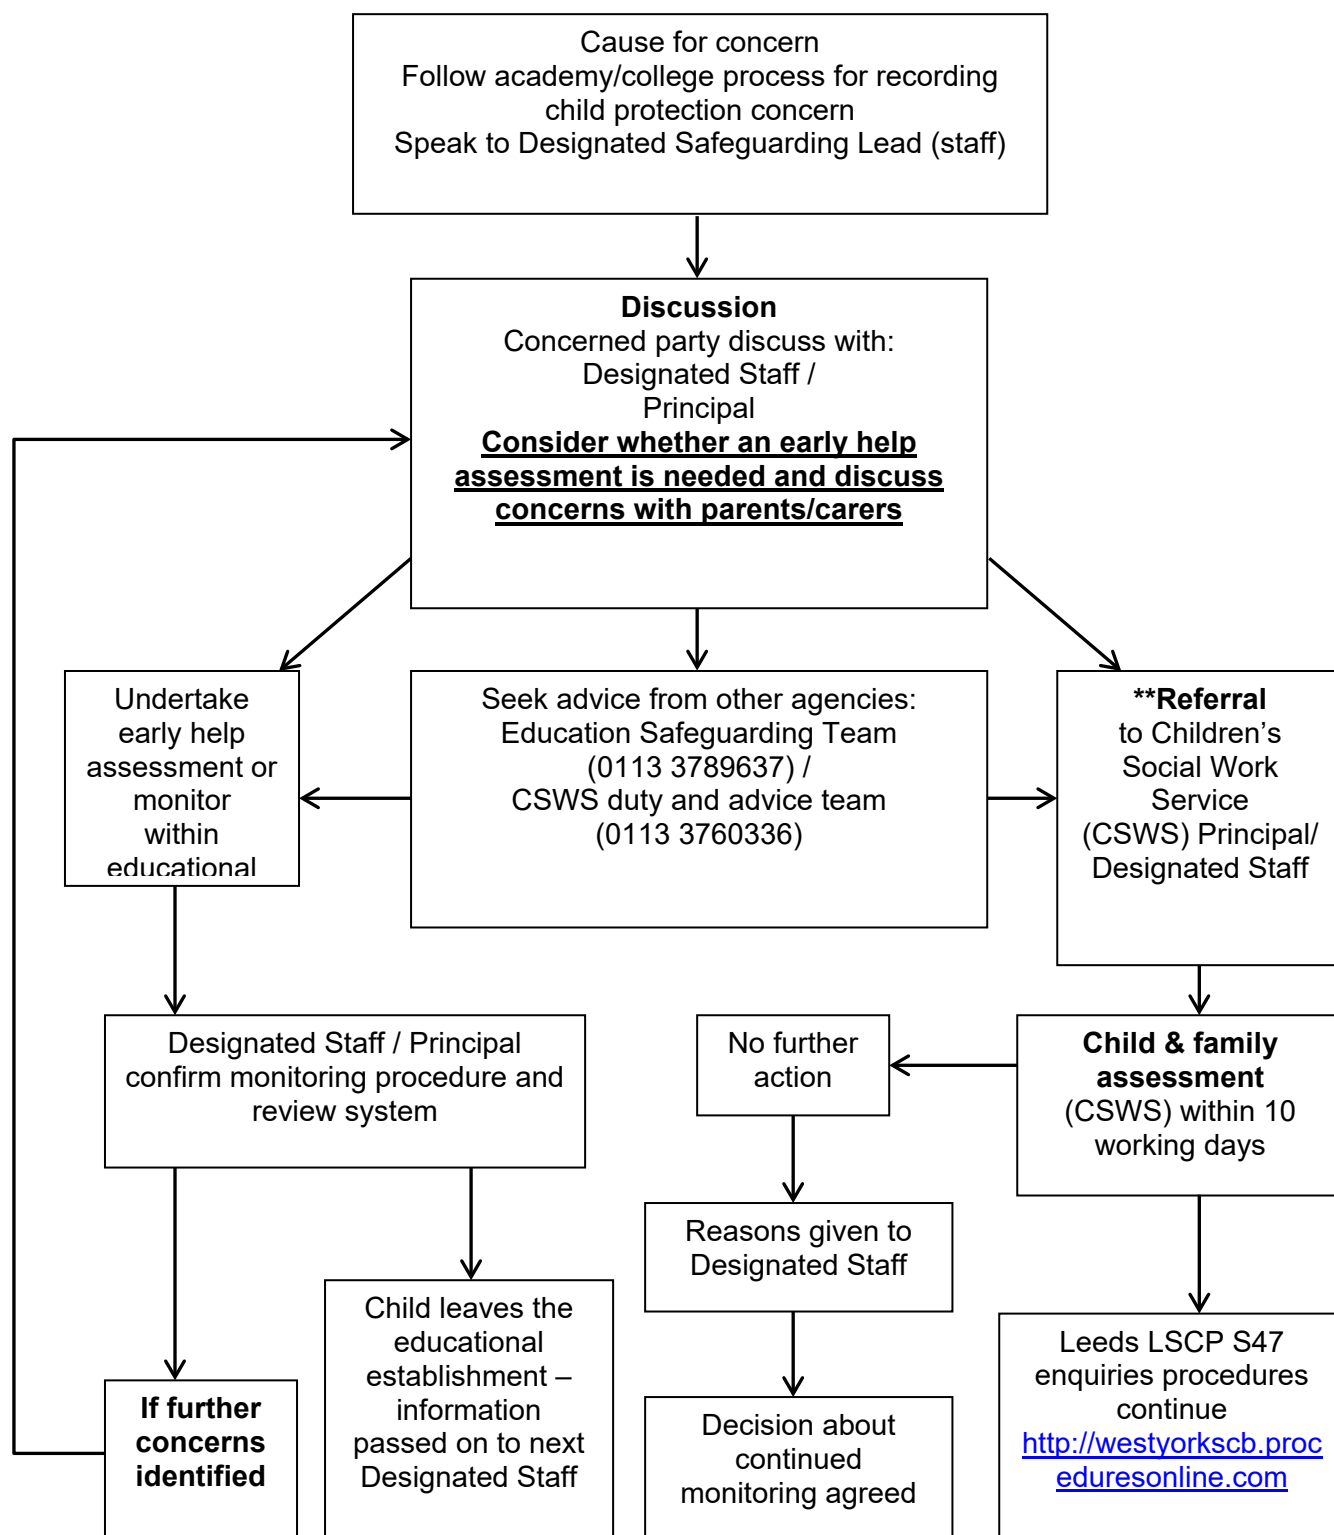 Cause for concern
Follow academy/college process for recording
child protection concern
Speak to Designated Safeguarding Lead (staff)
Discussion
Concerned party discuss with:
Designated Staff /
Principal
Consider whether an early help
assessment is needed and discuss
concerns with parents/carers
Undertake
early help
assessment or
monitor
within
educational
Seek advice from other agencies:
Education Safeguarding Team
(0113 3789637) /
CSWS duty and advice team
(0113 3760336)
**Referral
to Children’s
Social Work
Service
(CSWS) Principal/
Designated Staff
Designated Staff / Principal
confirm monitoring procedure and
review system
No further
action
Child & family
assessment
(CSWS) within 10
working days
Reasons given to
Designated Staff
If further
concerns
identified
Child leaves the
educational
establishment –
information
passed on to next
Designated Staff
Decision about
continued
monitoring agreed
Leeds LSCP S47
enquiries procedures
continue
http://westyorkscb.proc
eduresonline.com